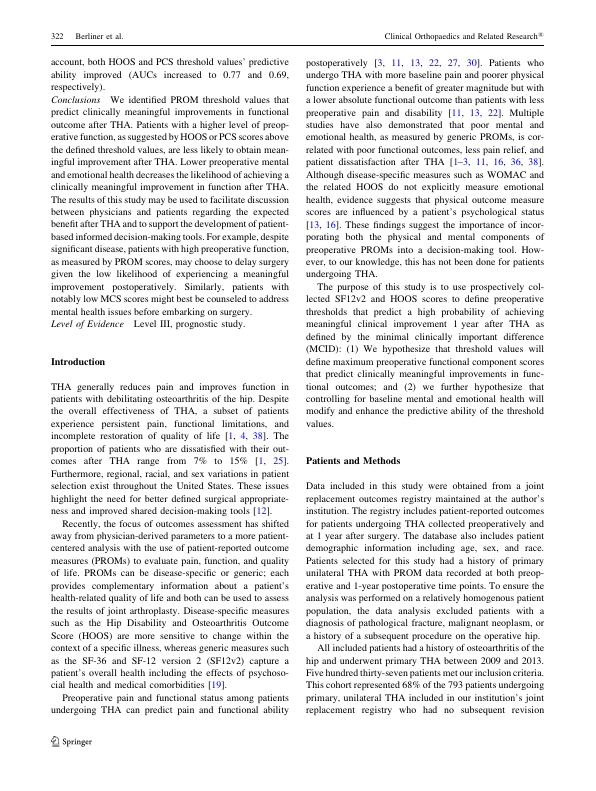 322 Berliner et al.
Clinical Orthopaedics and Related Research®
account, both HOOS and PCS threshold values' predictive
ability improved (AUCs increased to 0.77 and 0.69,
respectively).
Conclusions We identified PROM threshold values that
predict clinically meaningful improvements in functional
outcome after THA. Patients with a higher level of preop-
erative function, as suggested by HOOS or PCS scores above
the defined threshold values, are less likely to obtain mean-
ingful improvement after THA. Lower preoperative mental
and emotional health decreases the likelihood of achieving a
clinically meaningful improvement in function after THA.
The results of this study may be used to facilitate discussion
between physicians and patients regarding the expected
benefit after THA and to support the development of patient-
based informed decision-making tools. For example, despite
significant disease, patients with high preoperative function,
as measured by PROM scores, may choose to delay surgery
given the low likelihood of experiencing a meaningful
improvement postoperatively. Similarly, patients with
notably low MCS scores might best be counseled to address
mental health issues before embarking on surgery.
Level of Evidence Level III, prognostic study.
Introduction
THA generally reduces pain and improves function in
patients with debilitating osteoarthritis of the hip. Despite
the overall effectiveness of THA, a subset of patients
experience persistent pain, functional limitations, and
incomplete restoration of quality of life [1, 4, 38]. The
proportion of patients who are dissatisfied with their out-
comes after THA range from 7% to 15% [1, 25].
Furthermore, regional, racial, and sex variations in patient
selection exist throughout the United States. These issues
highlight the need for better defined surgical appropriate-
ness and improved shared decision-making tools [12].
Recently, the focus of outcomes assessment has shifted
away from physician-derived parameters to a more patient-
centered analysis with the use of patient-reported outcome
measures (PROMs) to evaluate pain, function, and quality
of life. PROMs can be disease-specific or generic; each
provides complementary information about a patient's
health-related quality of life and both can be used to assess
the results of joint arthroplasty. Disease-specific measures
such as the Hip Disability and Osteoarthritis Outcome
Score (HOOS) are more sensitive to change within the
context of a specific illness, whereas generic measures such
as the SF-36 and SF-12 version 2 (SF12v2) capture a
patient's overall health including the effects of psychoso-
cial health and medical comorbidities [19].
Preoperative pain and functional status among patients
undergoing THA can predict pain and functional ability
postoperatively [3, 11, 13, 22, 27, 30]. Patients who
undergo THA with more baseline pain and poorer physical
function experience a benefit of greater magnitude but with
a lower absolute functional outcome than patients with less
preoperative pain and disability [11, 13, 22]. Multiple
studies have also demonstrated that poor mental and
emotional health, as measured by generic PROMs, is cor-
related with poor functional outcomes, less pain relief, and
patient dissatisfaction after THA [1–3, 11, 16, 36, 38].
Although disease-specific measures such as WOMAC and
the related HOOS do not explicitly measure emotional
health, evidence suggests that physical outcome measure
scores are influenced by a patient's psychological status
[13, 16]. These findings suggest the importance of incor-
porating both the physical and mental components of
preoperative PROMs into a decision-making tool. How-
ever, to our knowledge, this has not been done for patients
undergoing THA.
The purpose of this study is to use prospectively col-
lected SF12v2 and HOOS scores to define preoperative
thresholds that predict a high probability of achieving
meaningful clinical improvement 1 year after THA as
defined by the minimal clinically important difference
(MCID): (1) We hypothesize that threshold values will
define maximum preoperative functional component scores
that predict clinically meaningful improvements in func-
tional outcomes; and (2) we further hypothesize that
controlling for baseline mental and emotional health will
modify and enhance the predictive ability of the threshold
values.
Patients and Methods
Data included in this study were obtained from a joint
replacement outcomes registry maintained at the author's
institution. The registry includes patient-reported outcomes
for patients undergoing THA collected preoperatively and
at 1 year after surgery. The database also includes patient
demographic information including age, sex, and race.
Patients selected for this study had a history of primary
unilateral THA with PROM data recorded at both preop-
erative and 1-year postoperative time points. To ensure the
analysis was performed on a relatively homogenous patient
population, the data analysis excluded patients with a
diagnosis of pathological fracture, malignant neoplasm, or
a history of a subsequent procedure on the operative hip.
All included patients had a history of osteoarthritis of the
hip and underwent primary THA between 2009 and 2013.
Five hundred thirty-seven patients met our inclusion criteria.
This cohort represented 68% of the 793 patients undergoing
primary, unilateral THA included in our institution's joint
replacement registry who had no subsequent revision
Springer